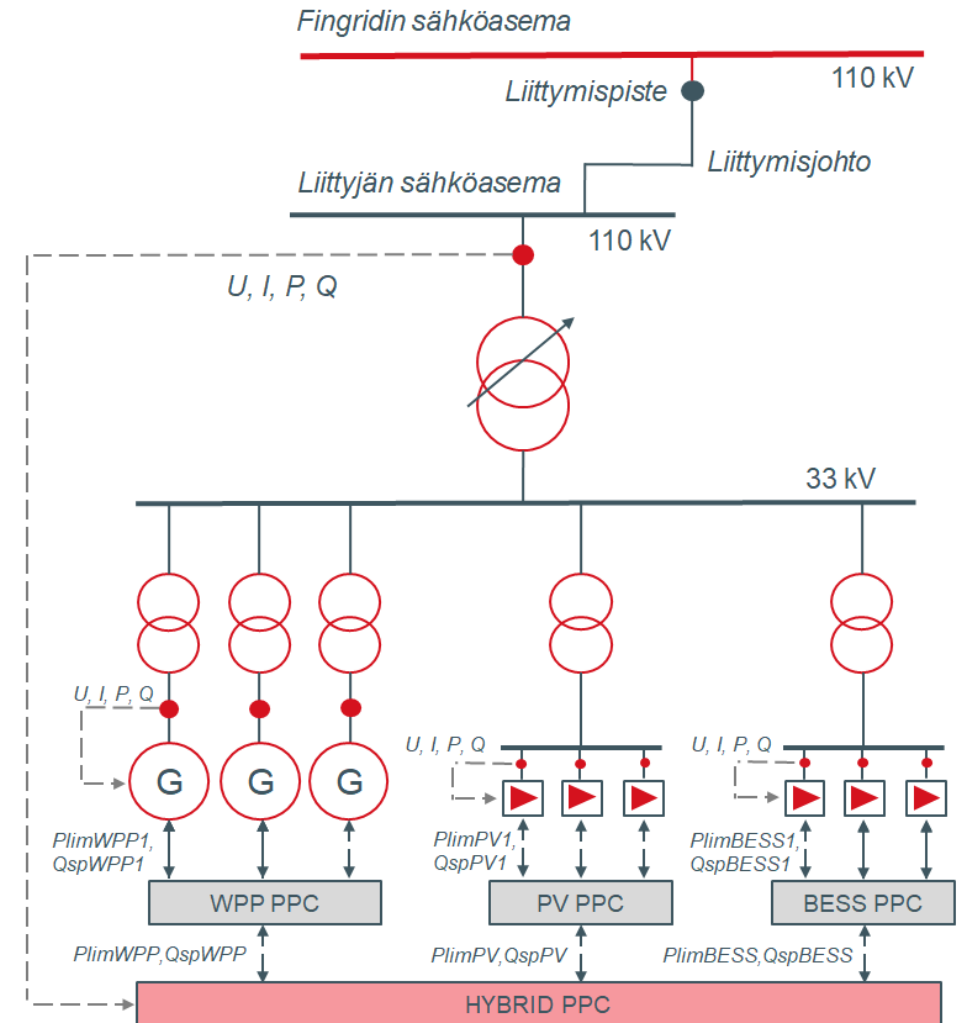 Fingridin sähköasema
110 kV
Liittymispiste
Liittymisjohto
Liittyjän sähköasema
110 kV
U, I, P, Q
33 kV
U, I, P, Q
U, I, P, Q
U, I, P, Q
G
G
G
PlimWPP1,
QspWPP1
PlimPV1,
QspPV1
PlimBESS1,
QspBESS1
WPP PPC
PV PPC
BESS PPC
PlimWPP,QspWPP
PlimPV,QspPV
PlimBESS,QspBESS
HYBRID PPC